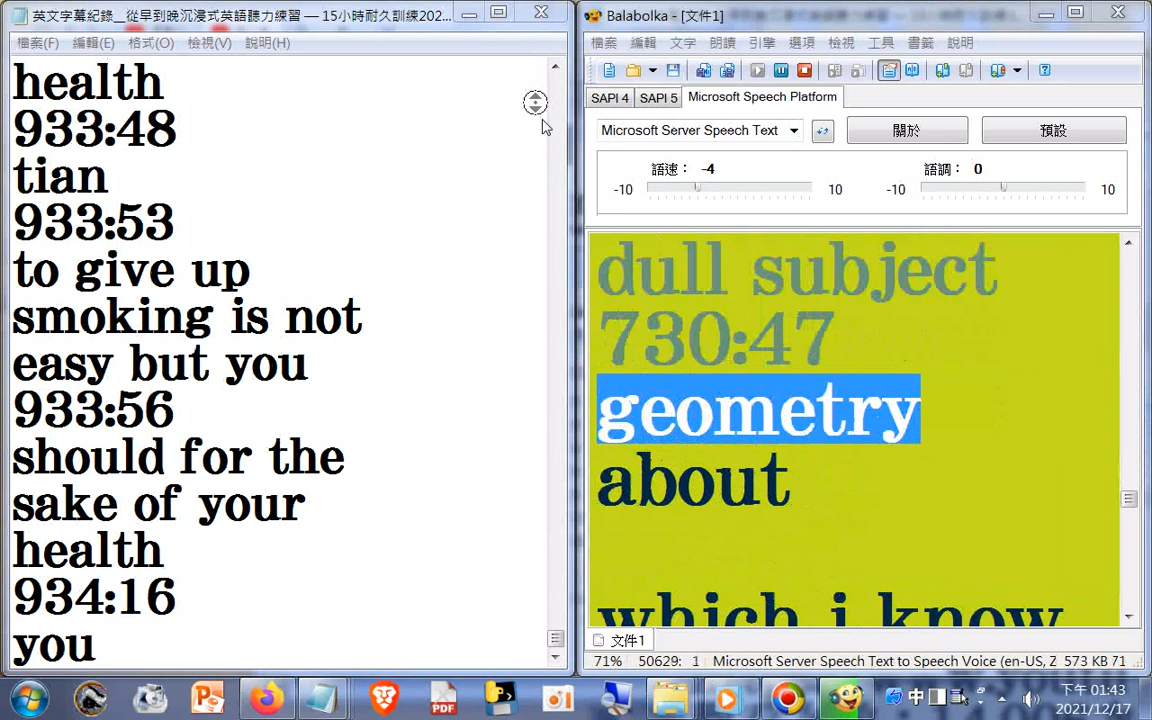 英文字幕紀錄__從早到晚沉浸式英語聽力練習 — 15小時耐久訓練202...
檔案(F) 編輯(E) 格式(O) 檢視(V) 說明(H)
health
933:48
tian
933:53
to give up
smoking is not
easy but you
933:56
should for the
sake of your
health
934:16
you
Balabolka - [文件1]
檔案 編輯 文字 朗讀 引擎 選項 檢視 工具 書籤 說明
SAPI 4 SAPI 5 Microsoft Speech Platform
Microsoft Server Speech Text 關於 預設
語速: -4 語調: 0
-10 10 -10 10
dull subject
730:47
geometry
about
which i know
文件1
71% 50629: 1 Microsoft Server Speech Text to Speech Voice (en-US, Z 573 KB 71
PDF 中 下午 01:43
2021/12/17